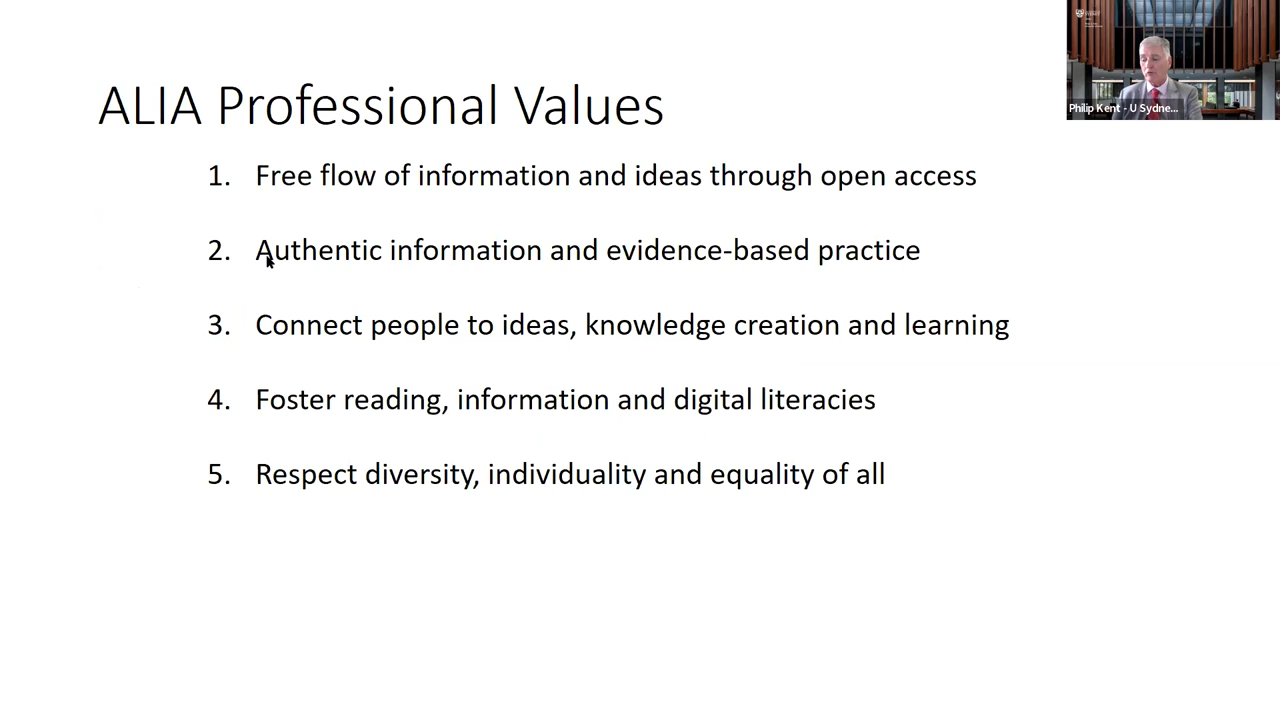 ALIA Professional Values
Philip Kent - U Sydne...
1. Free flow of information and ideas through open access
2. Authentic information and evidence-based practice
3. Connect people to ideas, knowledge creation and learning
4. Foster reading, information and digital literacies
5. Respect diversity, individuality and equality of all